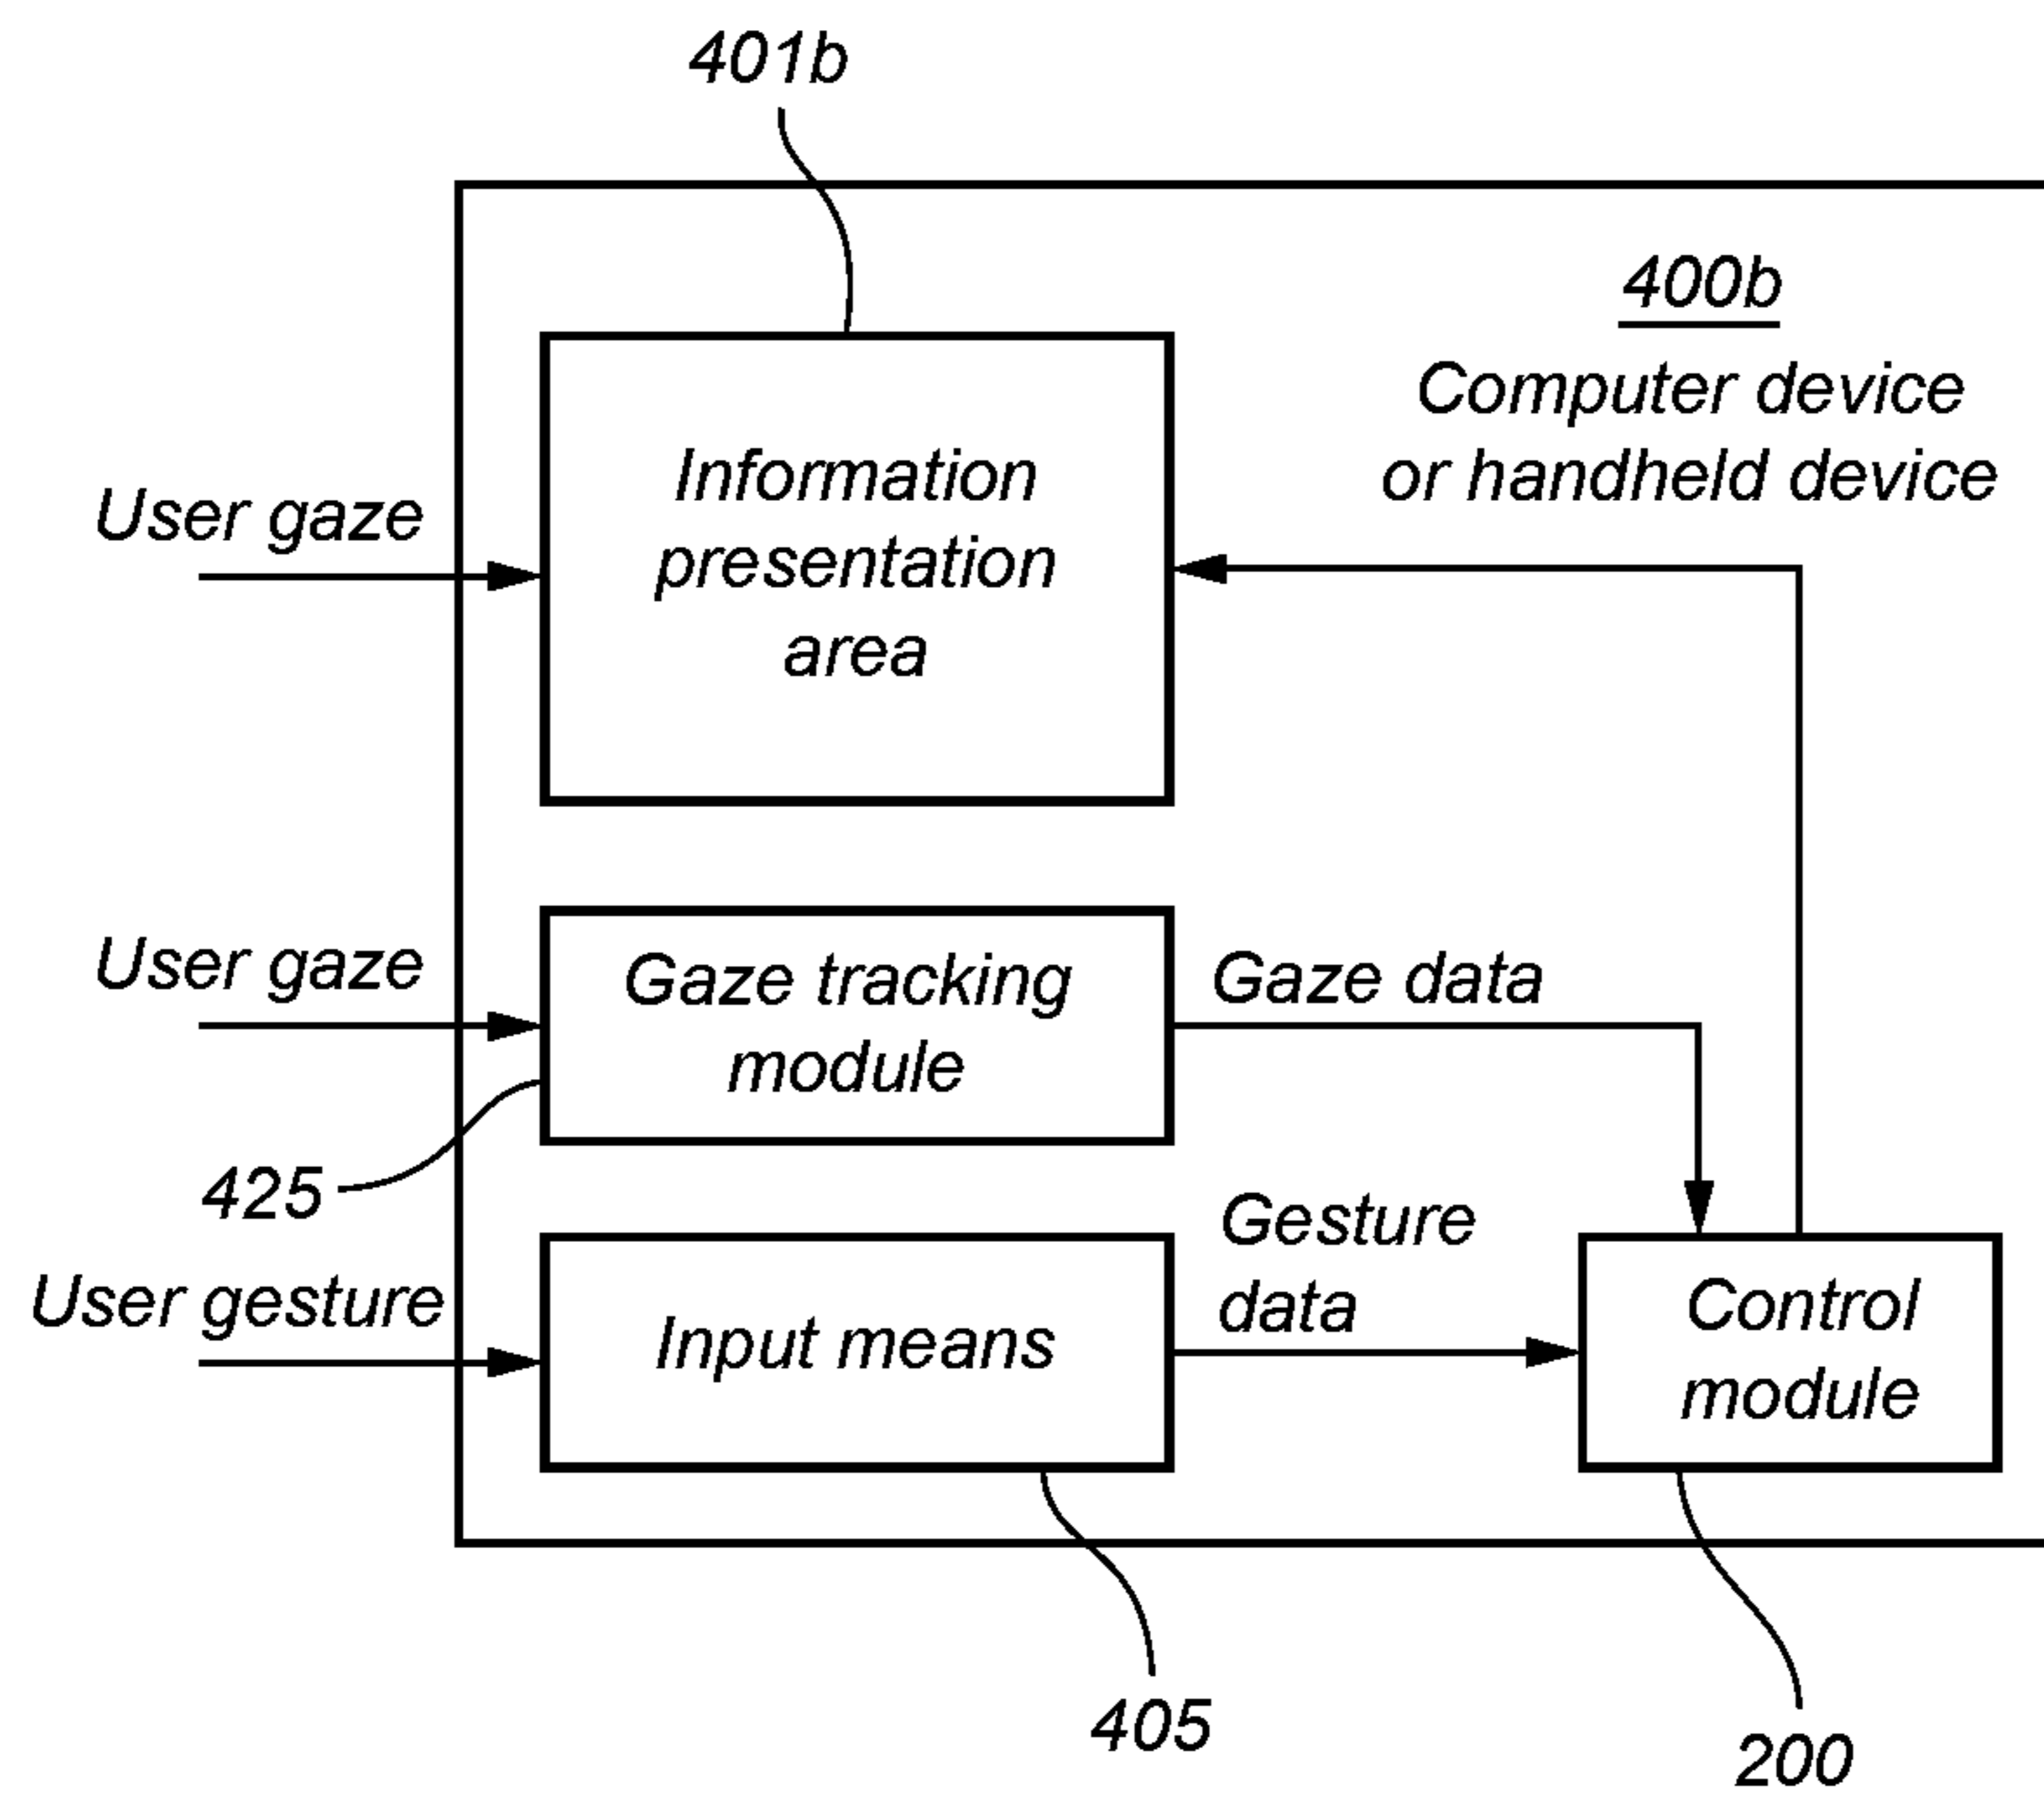 401b
400b
Computer device
or handheld device
Information
presentation
area
User gaze
User gaze
Gaze tracking
module
Gaze data
425
Gesture
data
User gesture
Input means
Control
module
405
200